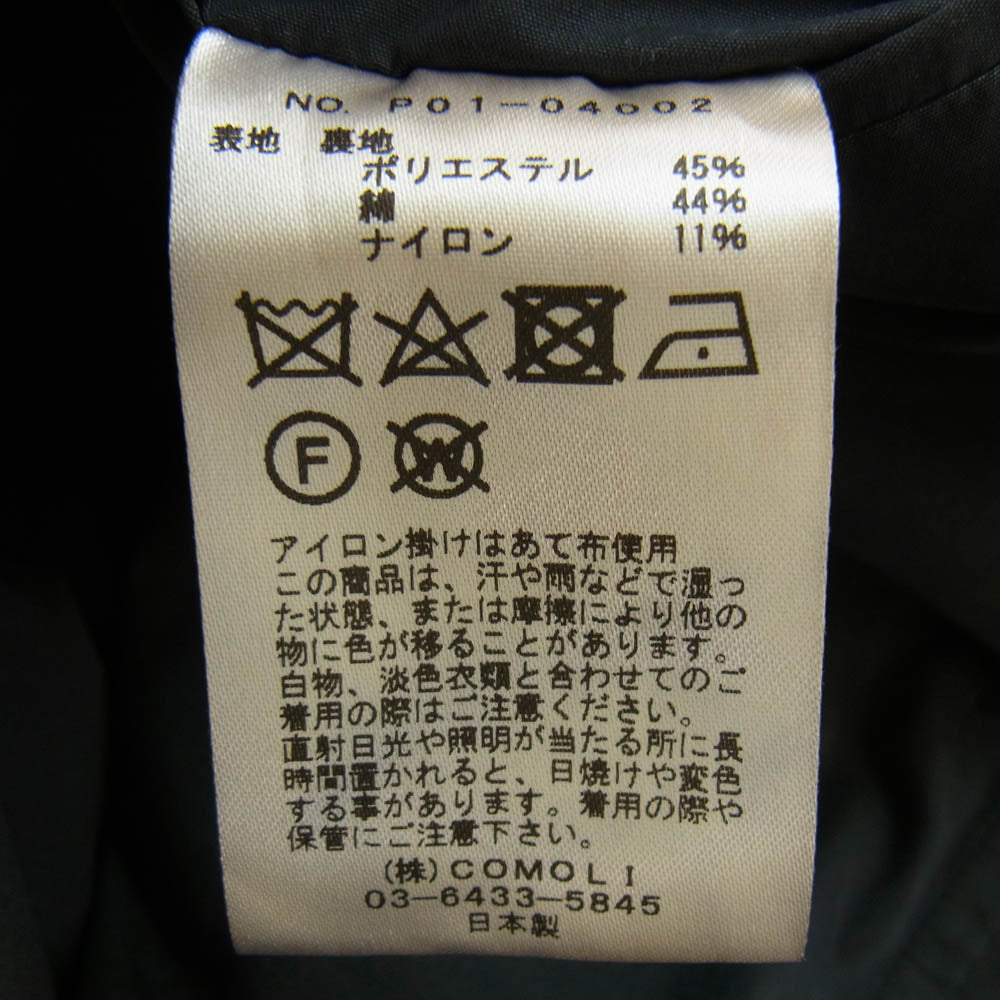 NO. P01-04002
表地 裏地
ポリエステル 45%
綿 44%
ナイロン 11%
F W
アイロン掛けはあて布使用
この商品は、汗や雨などで湿っ
た状態、または摩擦により他の
物に色が移ることがあります。
白物、淡色衣類と合わせてのご
着用の際はご注意ください。
直射日光や照明が当たる所に長
時間置かれると、日焼けや変色
する事があります。着用の際や
保管にご注意下さい。
(株)COMOLI
03-6433-5845
日本製